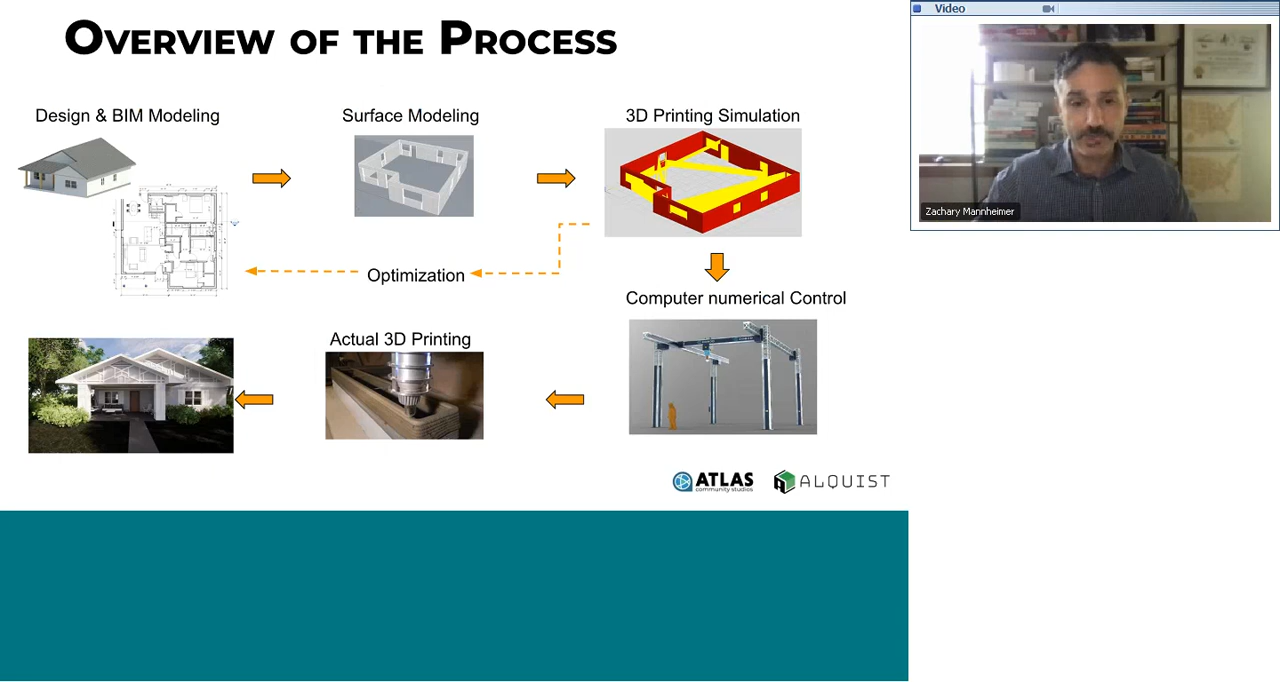 OVERVIEW OF THE PROCESS
Design & BIM Modeling
Surface Modeling
3D Printing Simulation
Optimization
Computer numerical Control
Actual 3D Printing
ATLAS
community studios
ALQUIST
Video
Zachary Mannheimer